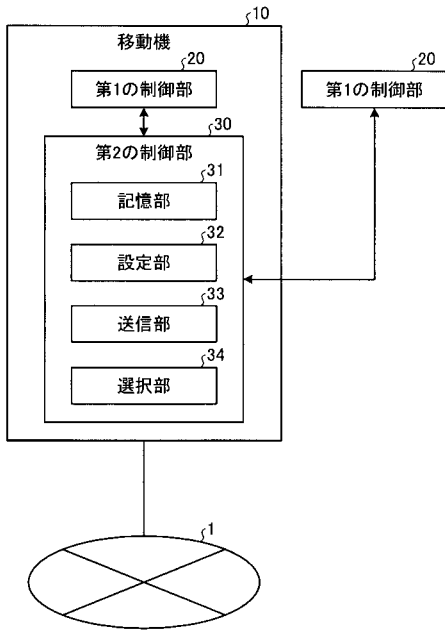 10
移動機
20
第1の制御部
20
第1の制御部
30
第2の制御部
31
記憶部
32
設定部
33
送信部
34
選択部
1